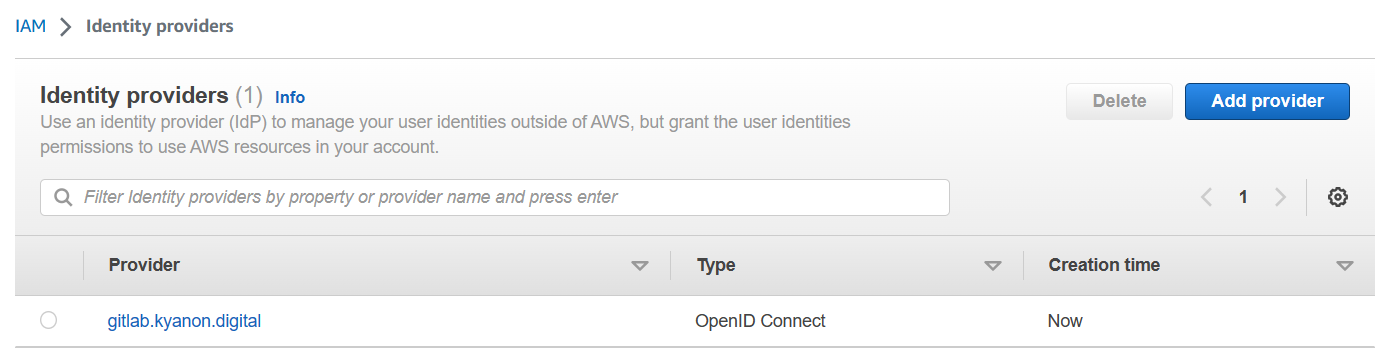 IAM > Identity providers
Identity providers (1) Info
Delete
Add provider
Use an identity provider (IdP) to manage your user identities outside of AWS, but grant the user identities
permissions to use AWS resources in your account.
Filter Identity providers by property or provider name and press enter
1
Provider Type Creation time
gitlab.kyanon.digital OpenID Connect Now